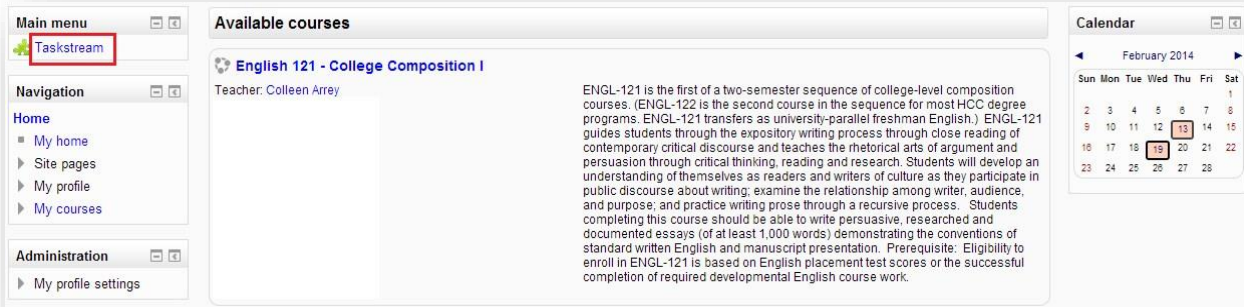 Main menu
Taskstream
Navigation
Home
My home
Site pages
My profile
My courses
Administration
My profile settings
Available courses
English 121 - College Composition I
Teacher: Colleen Arrey
ENGL-121 is the first of a two-semester sequence of college-level composition
courses. (ENGL-122 is the second course in the sequence for most HCC degree
programs. ENGL-121 transfers as university-parallel freshman English.) ENGL-121
guides students through the expository writing process through close reading of
contemporary critical discourse and teaches the rhetorical arts of argument and
persuasion through critical thinking, reading and research. Students will develop an
understanding of themselves as readers and writers of culture as they participate in
public discourse about writing; examine the relationship among writer, audience,
and purpose; and practice writing prose through a recursive process. Students
completing this course should be able to write persuasive, researched and
documented essays (of at least 1,000 words) demonstrating the conventions of
standard written English and manuscript presentation. Prerequisite: Eligibility to
enroll in ENGL-121 is based on English placement test scores or the successful
completion of required developmental English course work.
Calendar
February 2014
Sun Mon Tue Wed Thu Fri Sat
1
2 3 4 5 6 7 8
9 10 11 12 13 14 15
16 17 18 19 20 21 22
23 24 25 26 27 28